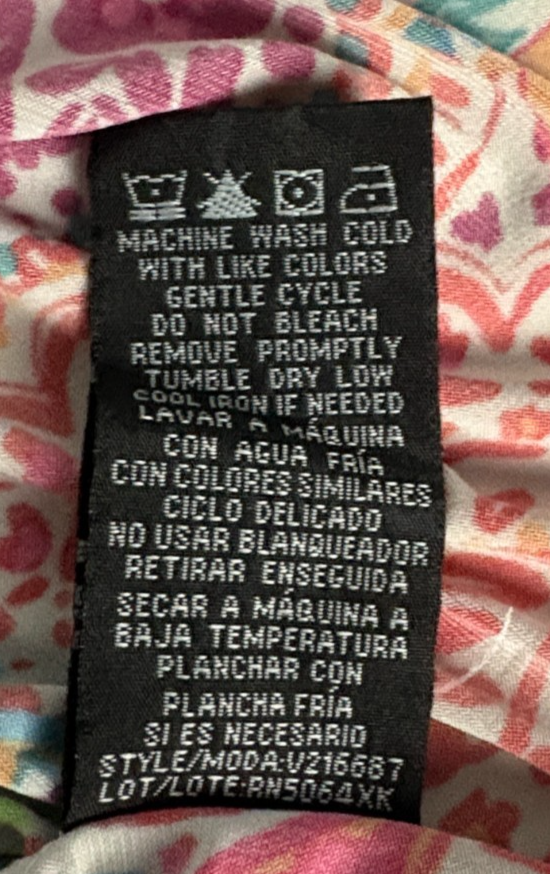 MACHINE WASH COLD
WITH LIKE COLORS
GENTLE CYCLE
DO NOT BLEACH
REMOVE PROMPTLY
TUMBLE DRY LOW
COOL IRON IF NEEDED
LAVAR A MÁQUINA
CON AGUA FRÍA
CON COLORES SIMILARES
CICLO DELICADO
NO USAR BLANQUEADOR
RETIRAR ENSEGUIDA
SECAR A MÁQUINA A
BAJA TEMPERATURA
PLANCHAR CON
PLANCHA FRÍA
SI ES NECESARIO
STYLE/MODA:V216687
LOT/LOTE:RN5064XK